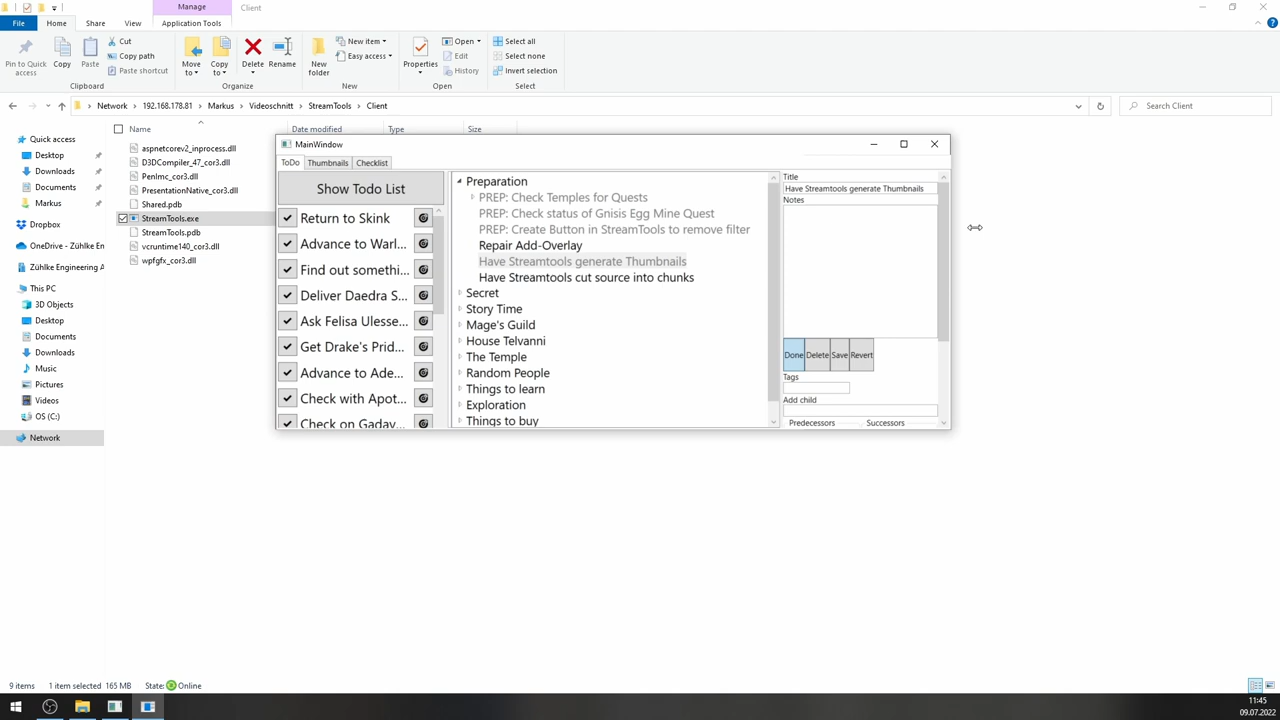 Manage
Client
File
Home
Share
View
Application Tools
Pin to Quick access
Copy
Paste
Cut
Copy path
Paste shortcut
Clipboard
Move to
Copy to
Delete
Rename
Organize
New folder
New item
Easy access
New
Properties
Open
Edit
History
Open
Select all
Select none
Invert selection
Select
Network
192.168.178.81
Markus
Videoschnitt
StreamTools
Client
Search Client
Quick access
Desktop
Downloads
Documents
Markus
Dropbox
OneDrive - Zühlke En
Zühlke Engineering A
This PC
3D Objects
Desktop
Documents
Downloads
Music
Pictures
Videos
OS (C:)
Network
Name
Date modified
Type
Size
aspnetcorev2_inprocess.dll
D3DCompiler_47_cor3.dll
PenImc_cor3.dll
PresentationNative_cor3.dll
Shared.pdb
StreamTools.exe
StreamTools.pdb
vcruntime140_cor3.dll
wpfgfx_cor3.dll
MainWindow
ToDo
Thumbnails
Checklist
Show Todo List
Return to Skink
Advance to Warl...
Find out somethi...
Deliver Daedra S...
Ask Felisa Ulesse...
Get Drake's Prid...
Advance to Ade...
Check with Apot...
Check on Gaday...
Preparation
PREP: Check Temples for Quests
PREP: Check status of Gnisis Egg Mine Quest
PREP: Create Button in StreamTools to remove filter
Repair Add-Overlay
Have Streamtools generate Thumbnails
Have Streamtools cut source into chunks
Secret
Story Time
Mage's Guild
House Telvanni
The Temple
Random People
Things to learn
Exploration
Things to buy
Title
Have Streamtools generate Thumbnails
Notes
Done
Delete
Save
Revert
Tags
Add child
Predecessors
Successors
9 items
1 item selected
165 MB
State:
Online
11:45
09.07.2022